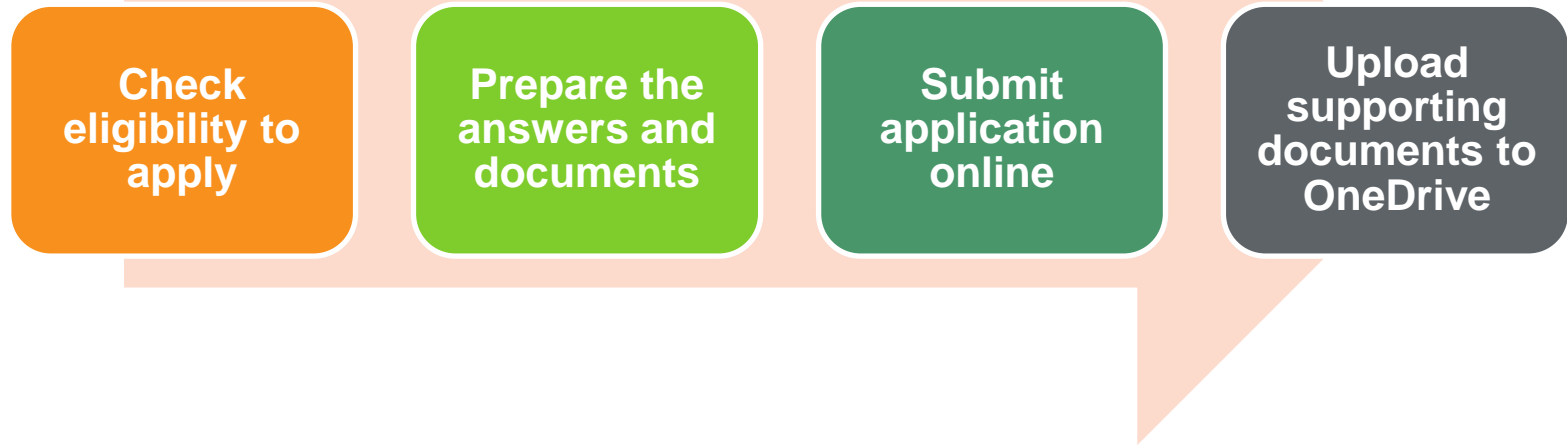 Check
eligibility to
apply
Prepare the
answers and
documents
Submit
application
online
Upload
supporting
documents to
OneDrive